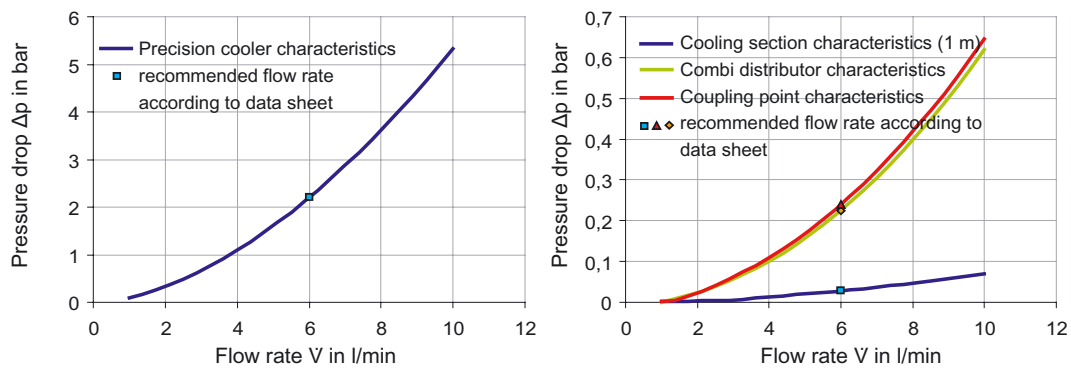 Pressure drop Δp in bar
6
5
4
3
2
1
0
Precision cooler characteristics
recommended flow rate
according to data sheet
0
2
4
6
8
10
12
Flow rate V̇ in l/min
Pressure drop Δp in bar
0,7
0,6
0,5
0,4
0,3
0,2
0,1
0
Cooling section characteristics (1 m)
Combi distributor characteristics
Coupling point characteristics
recommended flow rate according to
data sheet
0
2
4
6
8
10
12
Flow rate V̇ in l/min